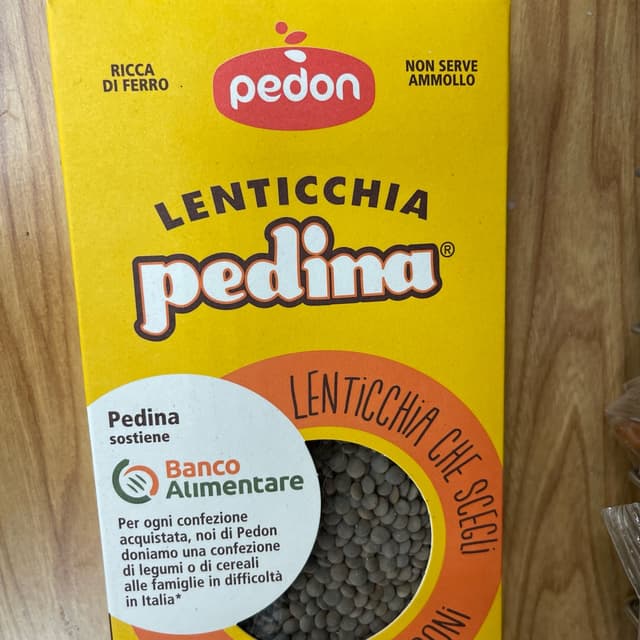 RICCA
DI FERRO
pedon
NON SERVE
AMMOLLO
LENTICCHIA
pedina®
LENTICCHIA CHE SCEGLI
Pedina
sostiene
Banco
Alimentare
Per ogni confezione
acquistata, noi di Pedon
doniamo una confezione
di legumi o di cereali
alle famiglie in difficoltà
in Italia*